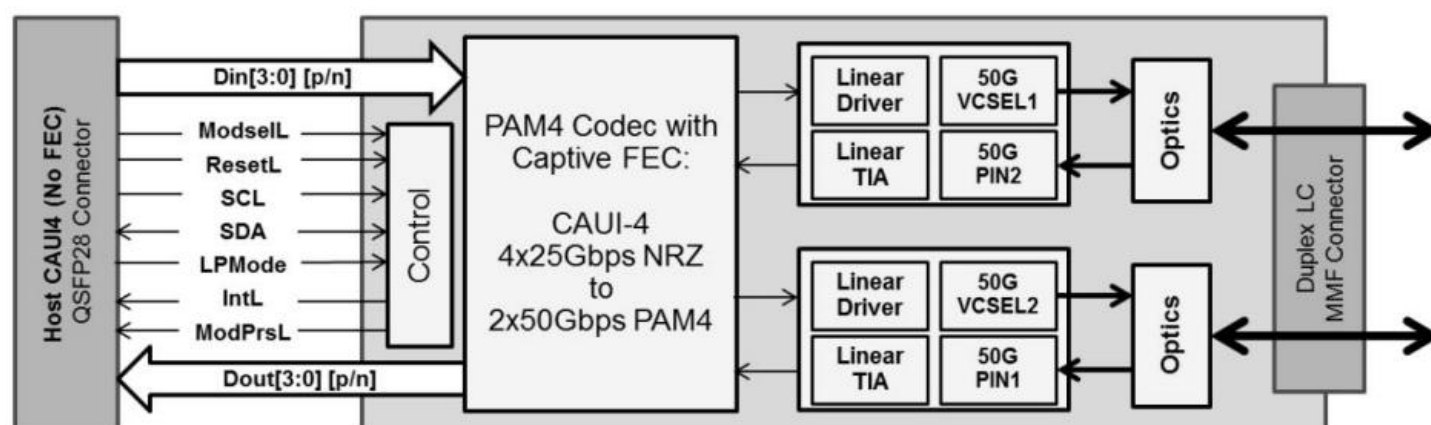 Host CAUI4 (No FEC)
QSFP28 Connector
Din[3:0] [p/n]
ModselL
ResetL
SCL
SDA
LPMode
IntL
ModPrsL
Dout[3:0] [p/n]
Control
PAM4 Codec with
Captive FEC:
CAUI-4
4x25Gbps NRZ
to
2x50Gbps PAM4
Linear
Driver
50G
VCSEL1
Linear
TIA
50G
PIN2
Optics
Linear
Driver
50G
VCSEL2
Linear
TIA
50G
PIN1
Optics
Duplex LC
MMF Connector